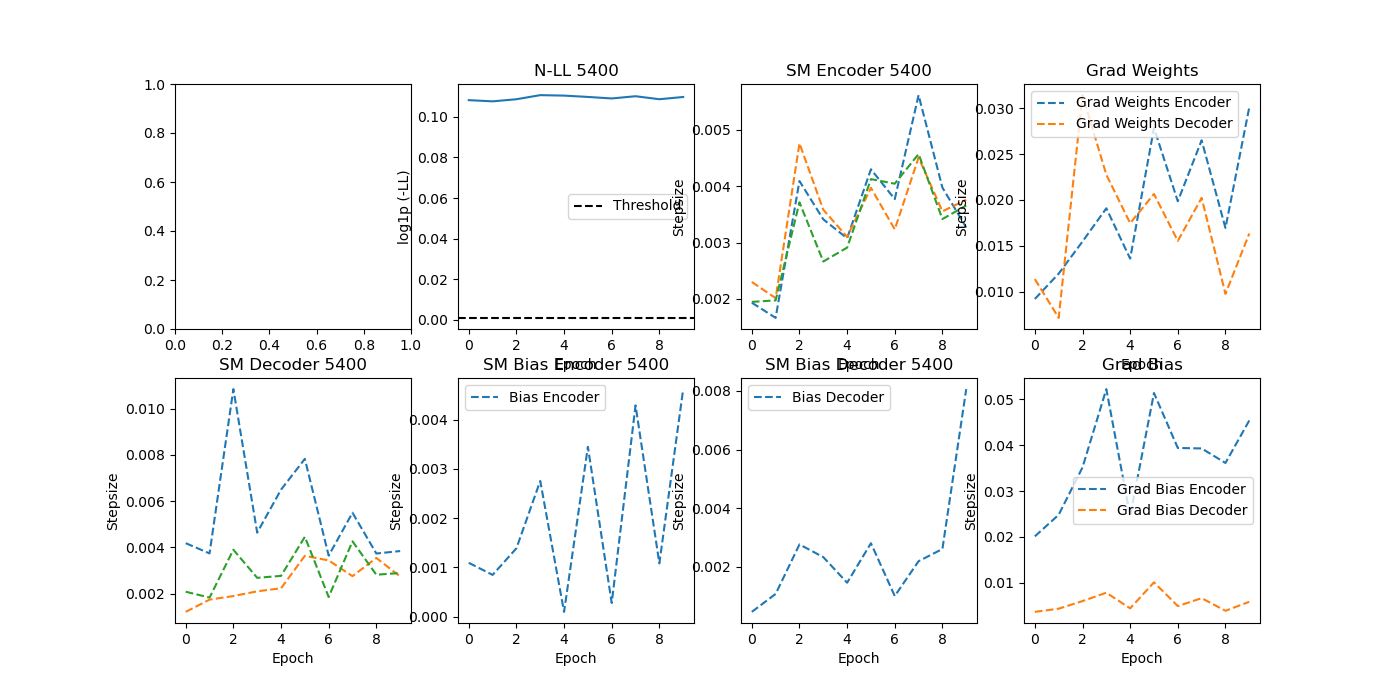 N-LL 5400
SM Encoder 5400
Grad Weights
1.0
0.8
0.6
0.4
0.2
0.0
0.0 0.2 0.4 0.6 0.8 1.0
log1p (-LL)
0.10
0.08
0.06
0.04
0.02
0.00
Threshold
0 2 4 6 8
Epoch
Stepsize
0.005
0.004
0.003
0.002
0 2 4 6 8
Epoch
Stepsize
0.030
0.025
0.020
0.015
0.010
Grad Weights Encoder
Grad Weights Decoder
0 2 4 6 8
Epoch
SM Decoder 5400
SM Bias Encoder 5400
SM Bias Decoder 5400
Grad Bias
Stepsize
0.010
0.008
0.006
0.004
0.002
0 2 4 6 8
Epoch
Stepsize
0.004
0.003
0.002
0.001
0.000
Bias Encoder
0 2 4 6 8
Epoch
Stepsize
0.008
0.006
0.004
0.002
Bias Decoder
0 2 4 6 8
Epoch
Stepsize
0.05
0.04
0.03
0.02
0.01
Grad Bias Encoder
Grad Bias Decoder
0 2 4 6 8
Epoch